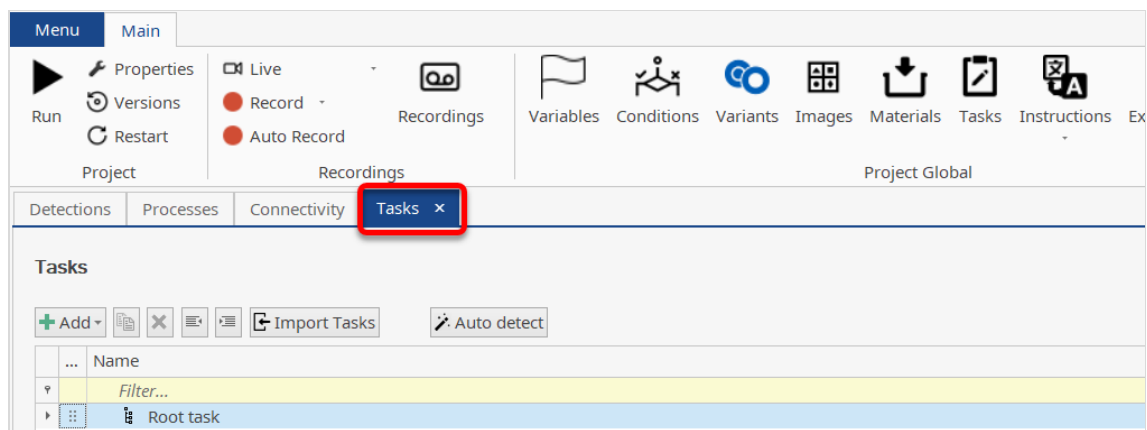 Menu Main
Properties Live
Versions Record
Run Recordings Variables Conditions Variants Images Materials Tasks Instructions Ex
Restart Auto Record
Project Recordings Project Global
Detections Processes Connectivity Tasks ×
Tasks
Add Import Tasks Auto detect
... Name
Filter...
Root task